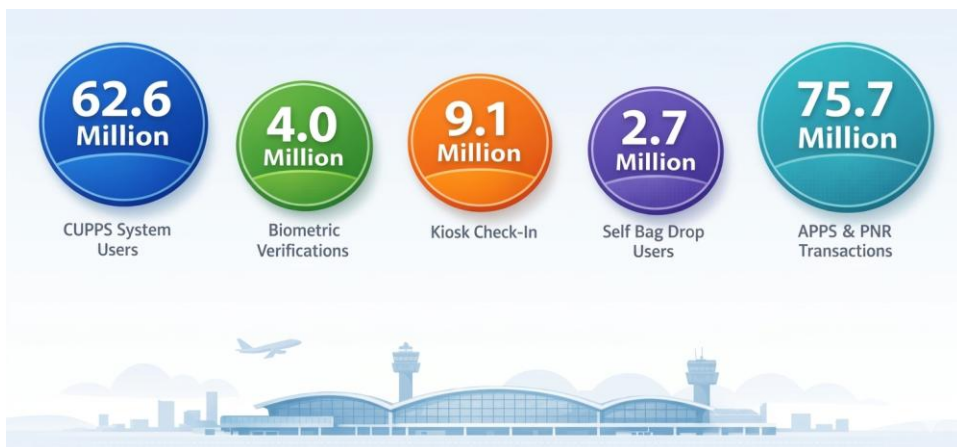 62.6
Million
CUPPS System
Users
4.0
Million
Biometric
Verifications
9.1
Million
Kiosk Check-In
2.7
Million
Self Bag Drop
Users
75.7
Million
APPS & PNR
Transactions